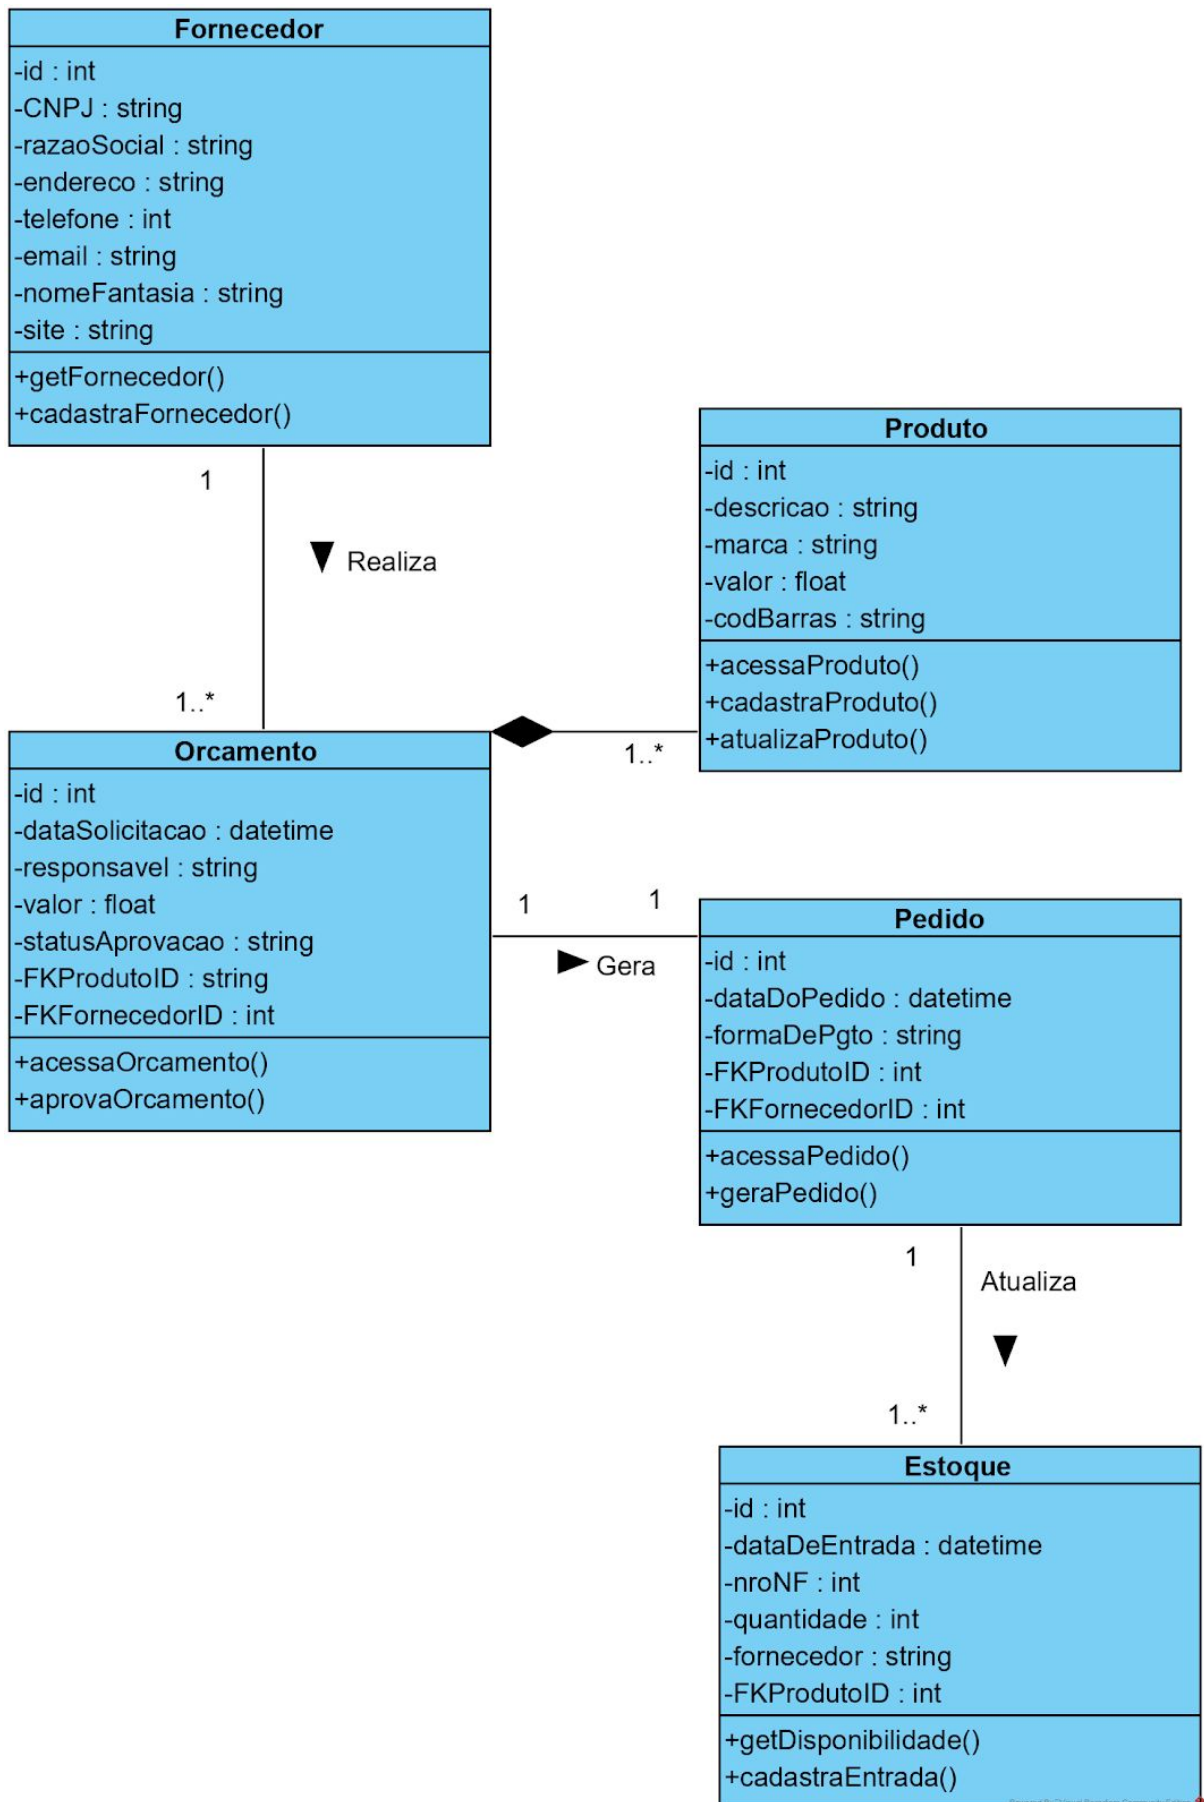 Fornecedor
-id : int
-CNPJ : string
-razaoSocial : string
-endereco : string
-telefone : int
-email : string
-nomeFantasia : string
-site : string
+getFornecedor()
+cadastraFornecedor()
1
Realiza
1..*
Produto
-id : int
-descricao : string
-marca : string
-valor : float
-codBarras : string
+acessaProduto()
+cadastraProduto()
+atualizaProduto()
1..*
Orcamento
-id : int
-dataSolicitacao : datetime
-responsavel : string
-valor : float
-statusAprovacao : string
-FKProdutoID : string
-FKFornecedorID : int
+acessaOrcamento()
+aprovaOrcamento()
1
1
Gera
Pedido
-id : int
-dataDoPedido : datetime
-formaDePgto : string
-FKProdutoID : int
-FKFornecedorID : int
+acessaPedido()
+geraPedido()
1
Atualiza
1..*
Estoque
-id : int
-dataDeEntrada : datetime
-nroNF : int
-quantidade : int
-fornecedor : string
-FKProdutoID : int
+getDisponibilidade()
+cadastraEntrada()